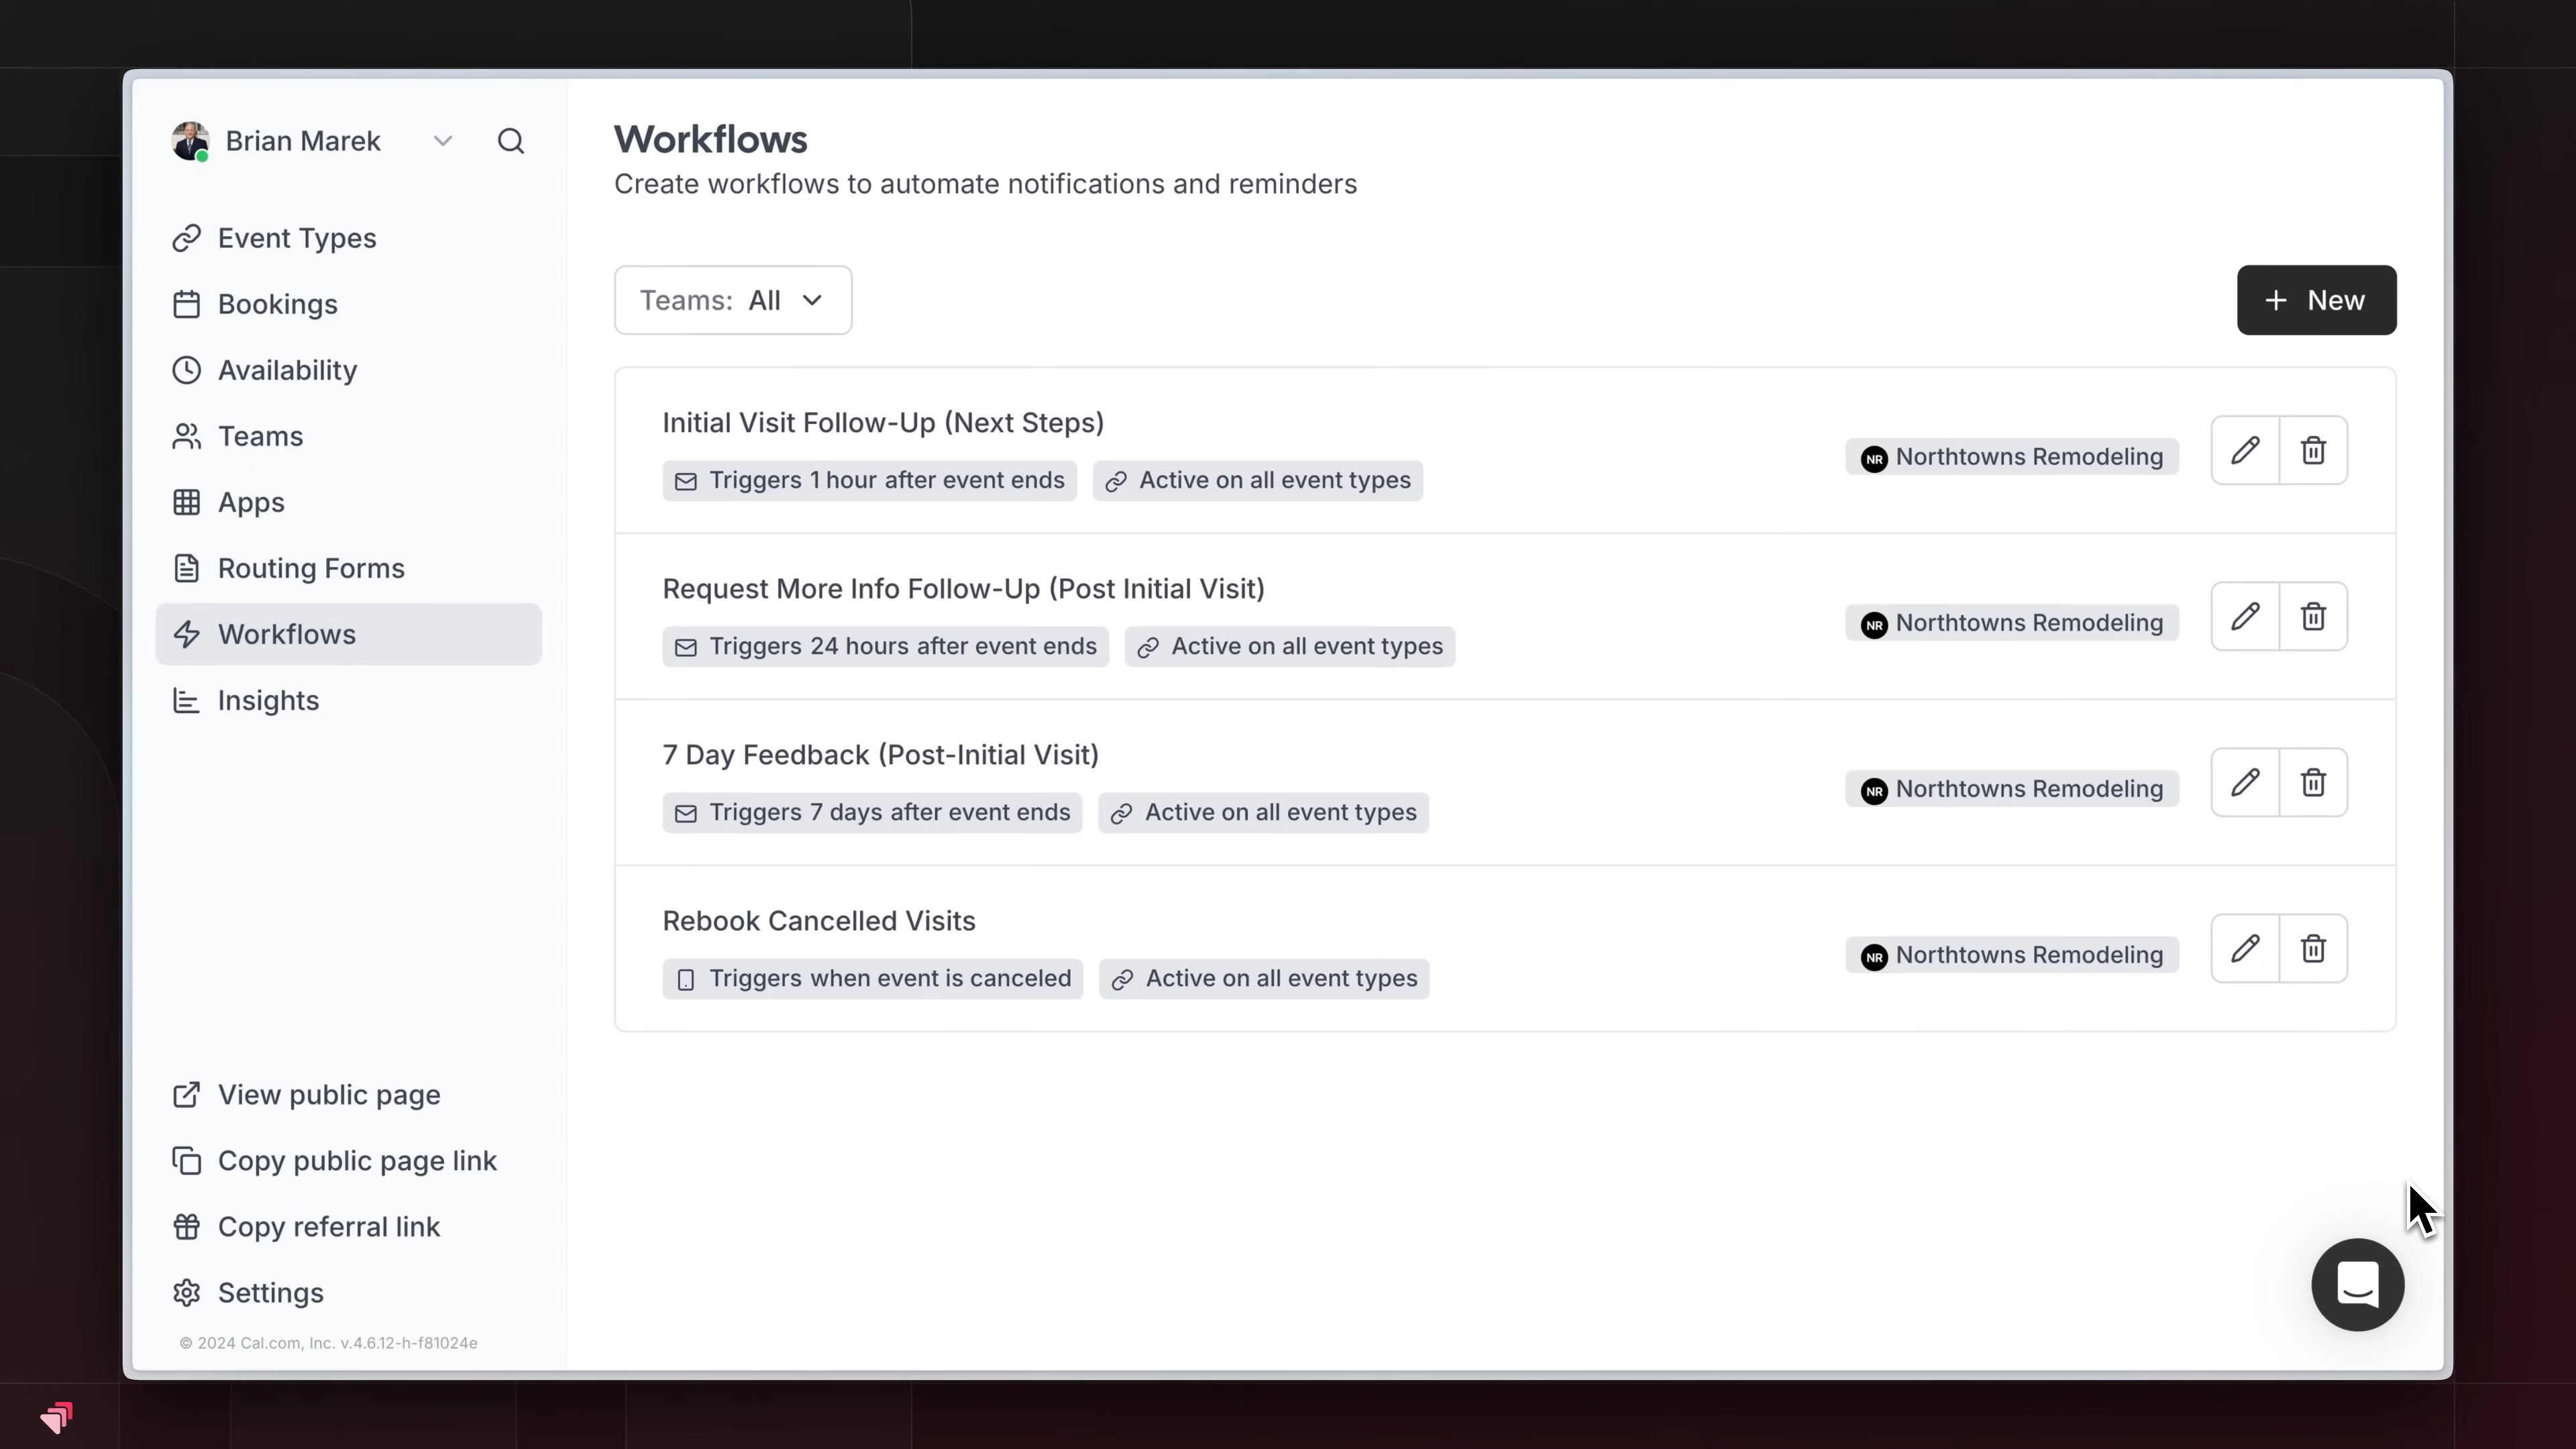 Brian Marek
Event Types
Bookings
Availability
Teams
Apps
Routing Forms
Workflows
Insights
View public page
Copy public page link
Copy referral link
Settings
© 2024 Cal.com, Inc. v.4.6.12-h-f81024e
Workflows
Create workflows to automate notifications and reminders
Teams: All
New
Initial Visit Follow-Up (Next Steps)
Triggers 1 hour after event ends
Active on all event types
NR Northtowns Remodeling
Request More Info Follow-Up (Post Initial Visit)
Triggers 24 hours after event ends
Active on all event types
NR Northtowns Remodeling
7 Day Feedback (Post-Initial Visit)
Triggers 7 days after event ends
Active on all event types
NR Northtowns Remodeling
Rebook Cancelled Visits
Triggers when event is canceled
Active on all event types
NR Northtowns Remodeling